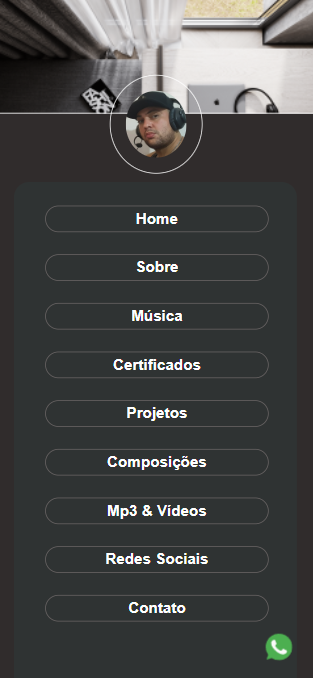 Home
Sobre
Música
Certificados
Projetos
Composições
Mp3 & Vídeos
Redes Sociais
Contato